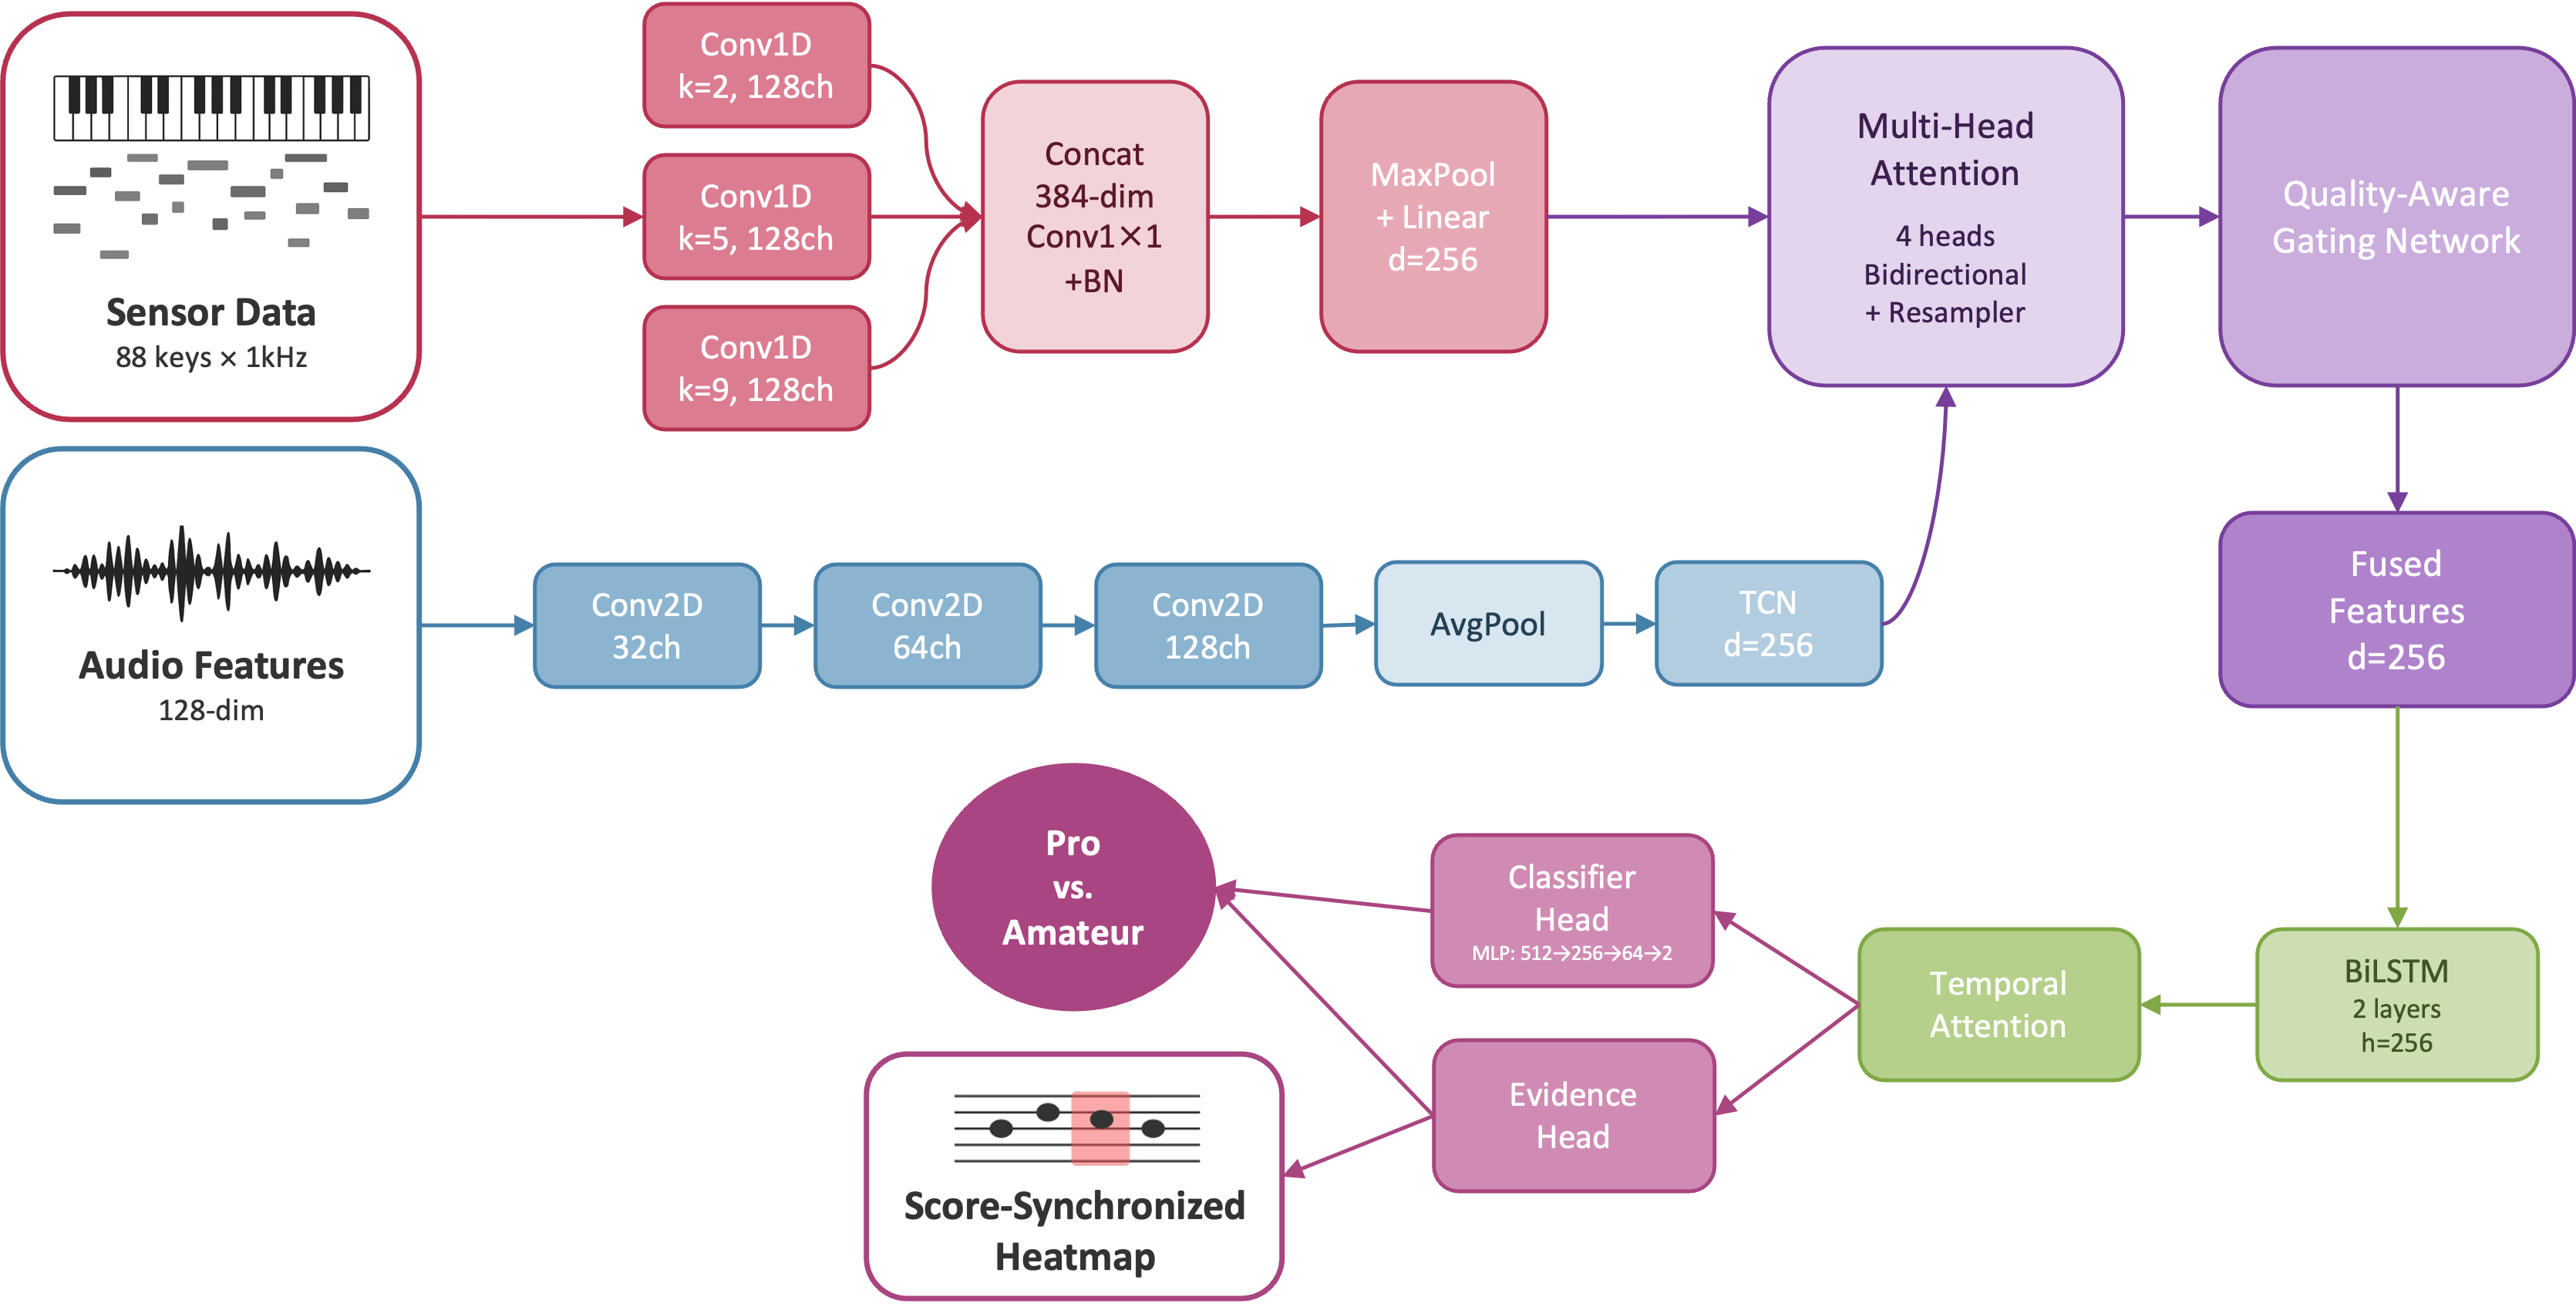 Sensor Data
88 keys × 1kHz
Conv1D
k=2, 128ch
Conv1D
k=5, 128ch
Conv1D
k=9, 128ch
Concat
384-dim
Conv1×1
+BN
MaxPool
+ Linear
d=256
Multi-Head
Attention
4 heads
Bidirectional
+ Resampler
Quality-Aware
Gating Network
Audio Features
128-dim
Conv2D
32ch
Conv2D
64ch
Conv2D
128ch
AvgPool
TCN
d=256
Fused
Features
d=256
BiLSTM
2 layers
h=256
Temporal
Attention
Classifier
Head
MLP: 512→256→64→2
Evidence
Head
Pro
vs.
Amateur
Score-Synchronized
Heatmap